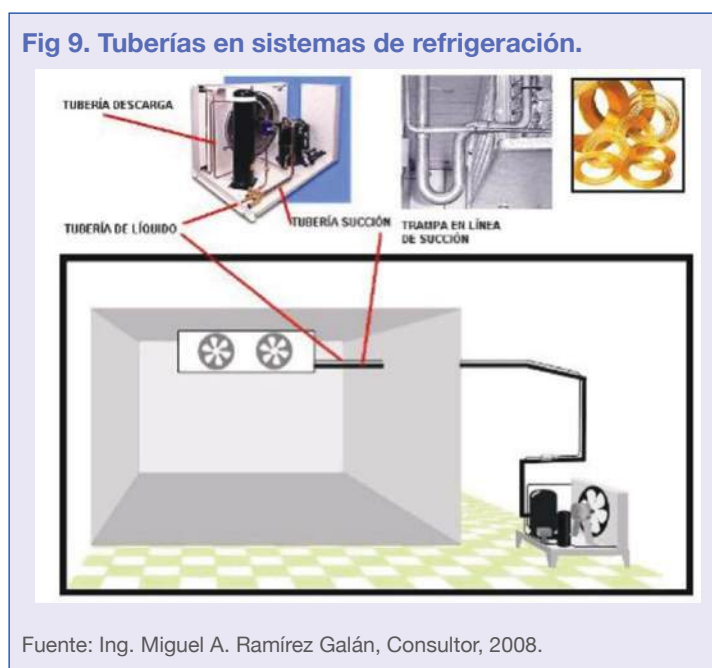 Fig 9. Tuberías en sistemas de refrigeración.
TUBERÍA DESCARGA
TUBERÍA DE LÍQUIDO
TUBERÍA SUCCIÓN
TRAMPA EN LÍNEA
DE SUCCIÓN
Fuente: Ing. Miguel A. Ramírez Galán, Consultor, 2008.